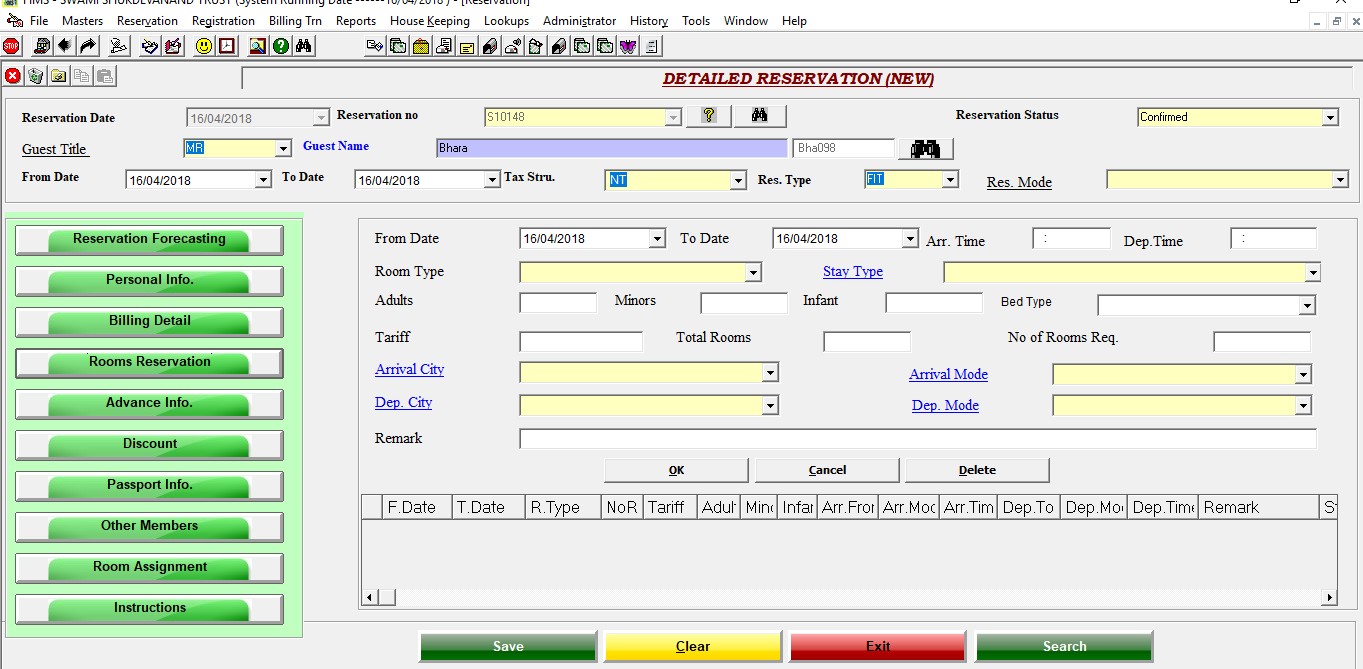 HMS - SWAMI SHUKDEVANAND TRUST (System Running Date ------16/04/2018 ) - [Reservation]
File Masters Reservation Registration Billing Trn Reports House Keeping Lookups Administrator History Tools Window Help
STOP
DETAILED RESERVATION (NEW)
Reservation Date 16/04/2018 Reservation no S10148 Reservation Status Confirmed
Guest Title MR Guest Name Bhara Bha098
From Date 16/04/2018 To Date 16/04/2018 Tax Stru. NT Res. Type FIT Res. Mode
Reservation Forecasting
Personal Info.
Billing Detail
Rooms Reservation
Advance Info.
Discount
Passport Info.
Other Members
Room Assignment
Instructions
From Date 16/04/2018 To Date 16/04/2018 Arr. Time : Dep.Time :
Room Type Stay Type
Adults Minors Infant Bed Type
Tariff Total Rooms No of Rooms Req.
Arrival City Arrival Mode
Dep. City Dep. Mode
Remark
OK Cancel Delete
F.Date T.Date R.Type NoR Tariff Adult Min Infar Arr.Fror Arr.Moc Arr.Tim Dep.To Dep.Mo Dep.Time Remark S
Save Clear Exit Search